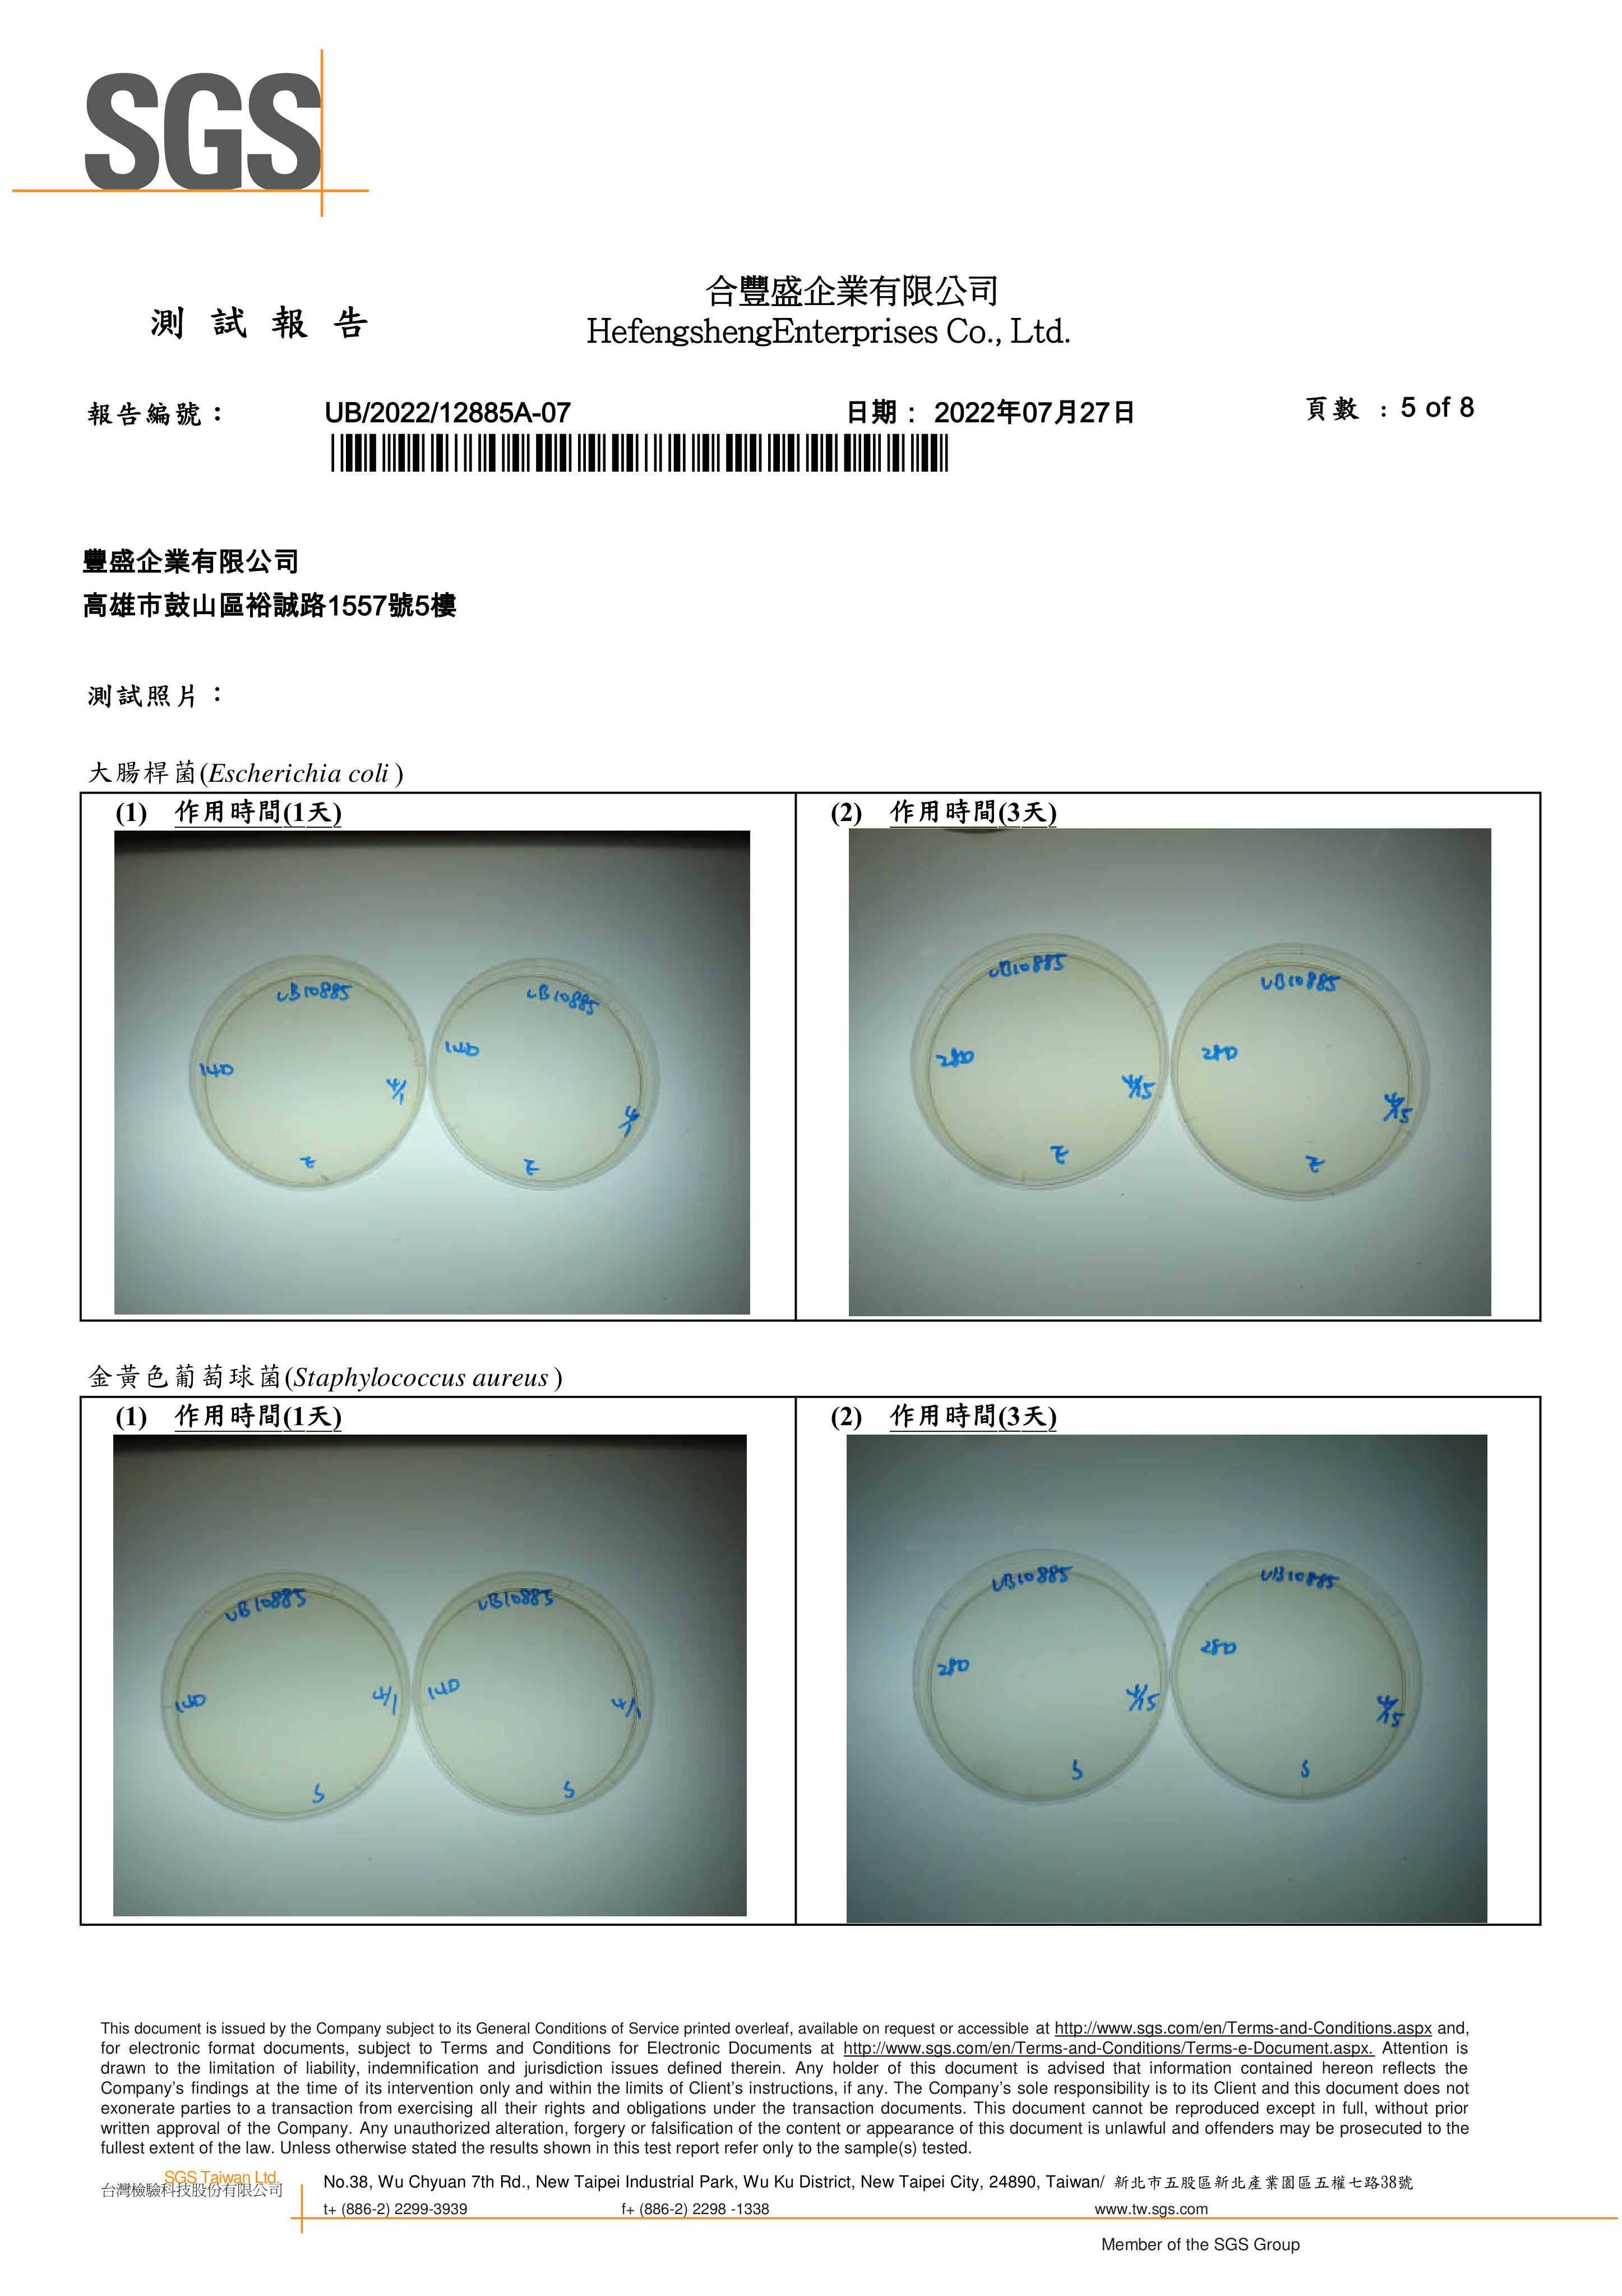 SGS
合豐盛企業有限公司
測 試 報 告
HefengshengEnterprises Co., Ltd.
報告編號： UB/2022/12885A-07 日期： 2022年07月27日 頁數 : 5 of 8
豐盛企業有限公司
高雄市鼓山區裕誠路1557號5樓
測試照片：
大腸桿菌(Escherichia coli )
(1) 作用時間(1天) (2) 作用時間(3天)
UB10885 UB10885 UB10885 UB10885
140 140 280 280
4/1 4/1 4/15 4/15
E E E E
金黃色葡萄球菌(Staphylococcus aureus )
(1) 作用時間(1天) (2) 作用時間(3天)
UB10885 UB10885 UB10885 UB10885
140 140 280 280
4/1 4/1 4/15 4/15
S S S S
This document is issued by the Company subject to its General Conditions of Service printed overleaf, available on request or accessible at http://www.sgs.com/en/Terms-and-Conditions.aspx and,
for electronic format documents, subject to Terms and Conditions for Electronic Documents at http://www.sgs.com/en/Terms-and-Conditions/Terms-e-Document.aspx. Attention is
drawn to the limitation of liability, indemnification and jurisdiction issues defined therein. Any holder of this document is advised that information contained hereon reflects the
Company's findings at the time of its intervention only and within the limits of Client's instructions, if any. The Company's sole responsibility is to its Client and this document does not
exonerate parties to a transaction from exercising all their rights and obligations under the transaction documents. This document cannot be reproduced except in full, without prior
written approval of the Company. Any unauthorized alteration, forgery or falsification of the content or appearance of this document is unlawful and offenders may be prosecuted to the
fullest extent of the law. Unless otherwise stated the results shown in this test report refer only to the sample(s) tested.
SGS Taiwan Ltd.
台灣檢驗科技股份有限公司
No.38, Wu Chyuan 7th Rd., New Taipei Industrial Park, Wu Ku District, New Taipei City, 24890, Taiwan/ 新北市五股區新北產業園區五權七路38號
t+ (886-2) 2299-3939 f+ (886-2) 2298 -1338 www.tw.sgs.com
Member of the SGS Group